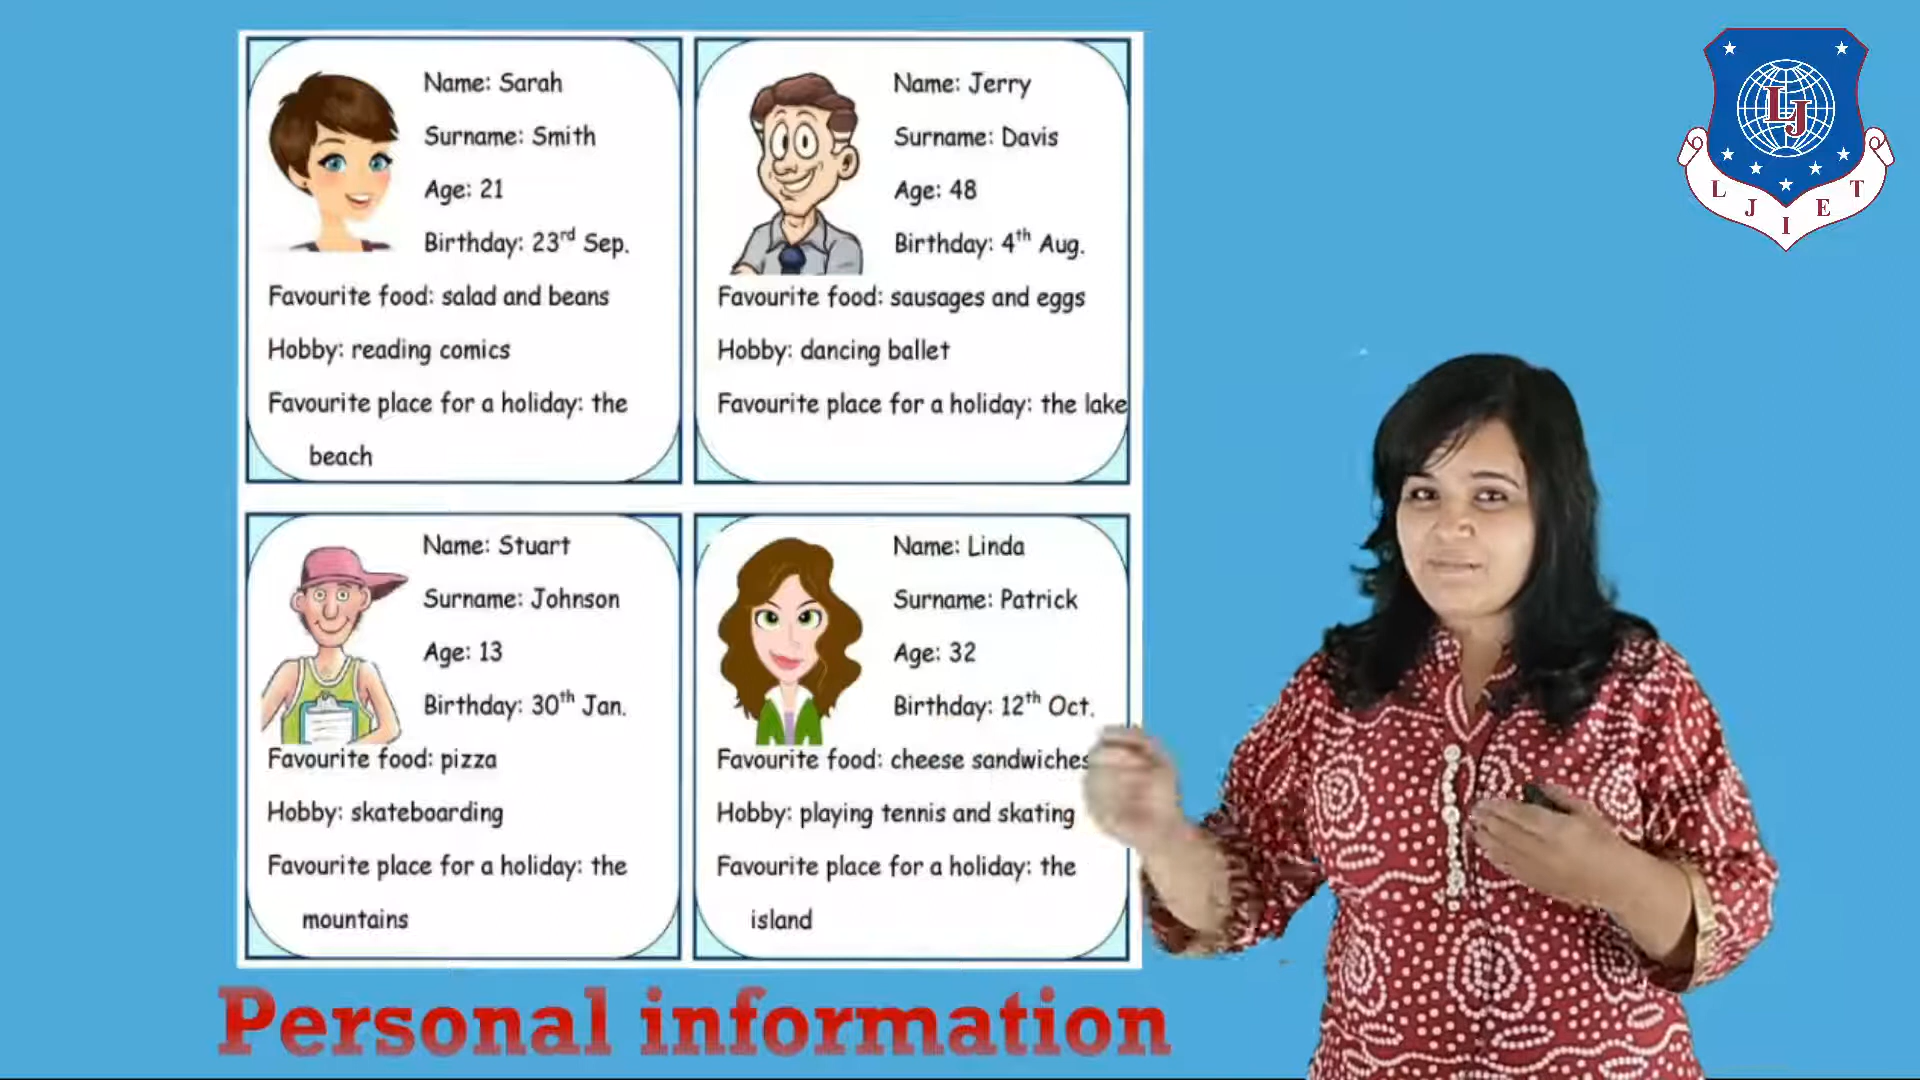 Name: Sarah
Surname: Smith
Age: 21
Birthday: 23rd Sep.
Favourite food: salad and beans
Hobby: reading comics
Favourite place for a holiday: the
beach
Name: Jerry
Surname: Davis
Age: 48
Birthday: 4th Aug.
Favourite food: sausages and eggs
Hobby: dancing ballet
Favourite place for a holiday: the lake
Name: Stuart
Surname: Johnson
Age: 13
Birthday: 30th Jan.
Favourite food: pizza
Hobby: skateboarding
Favourite place for a holiday: the
mountains
Name: Linda
Surname: Patrick
Age: 32
Birthday: 12th Oct.
Favourite food: cheese sandwiches
Hobby: playing tennis and skating
Favourite place for a holiday: the
island
Personal information
LJ
LJIET